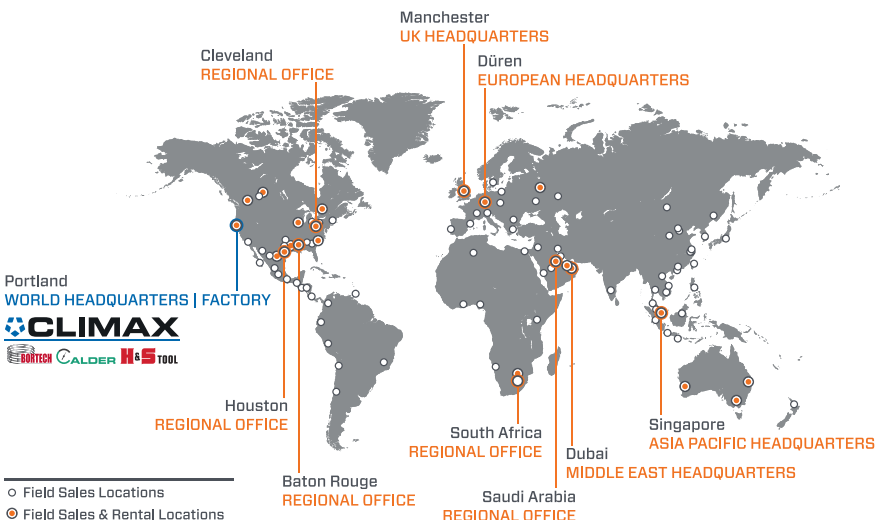 Manchester
UK HEADQUARTERS
Cleveland
REGIONAL OFFICE
Düren
EUROPEAN HEADQUARTERS
Portland
WORLD HEADQUARTERS | FACTORY
CLIMAX
BORTECH CALDER H&S TOOL
Houston
REGIONAL OFFICE
South Africa
REGIONAL OFFICE
Singapore
ASIA PACIFIC HEADQUARTERS
Dubai
MIDDLE EAST HEADQUARTERS
Baton Rouge
REGIONAL OFFICE
Saudi Arabia
REGIONAL OFFICE
Field Sales Locations
Field Sales & Rental Locations